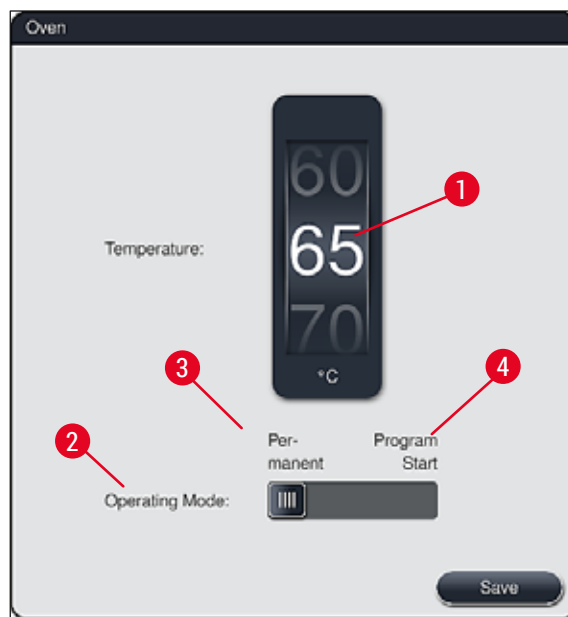 Oven
60
1
Temperature:
65
70
°C
3
4
Per-
manent
Program
Start
2
Operating Mode:
Save